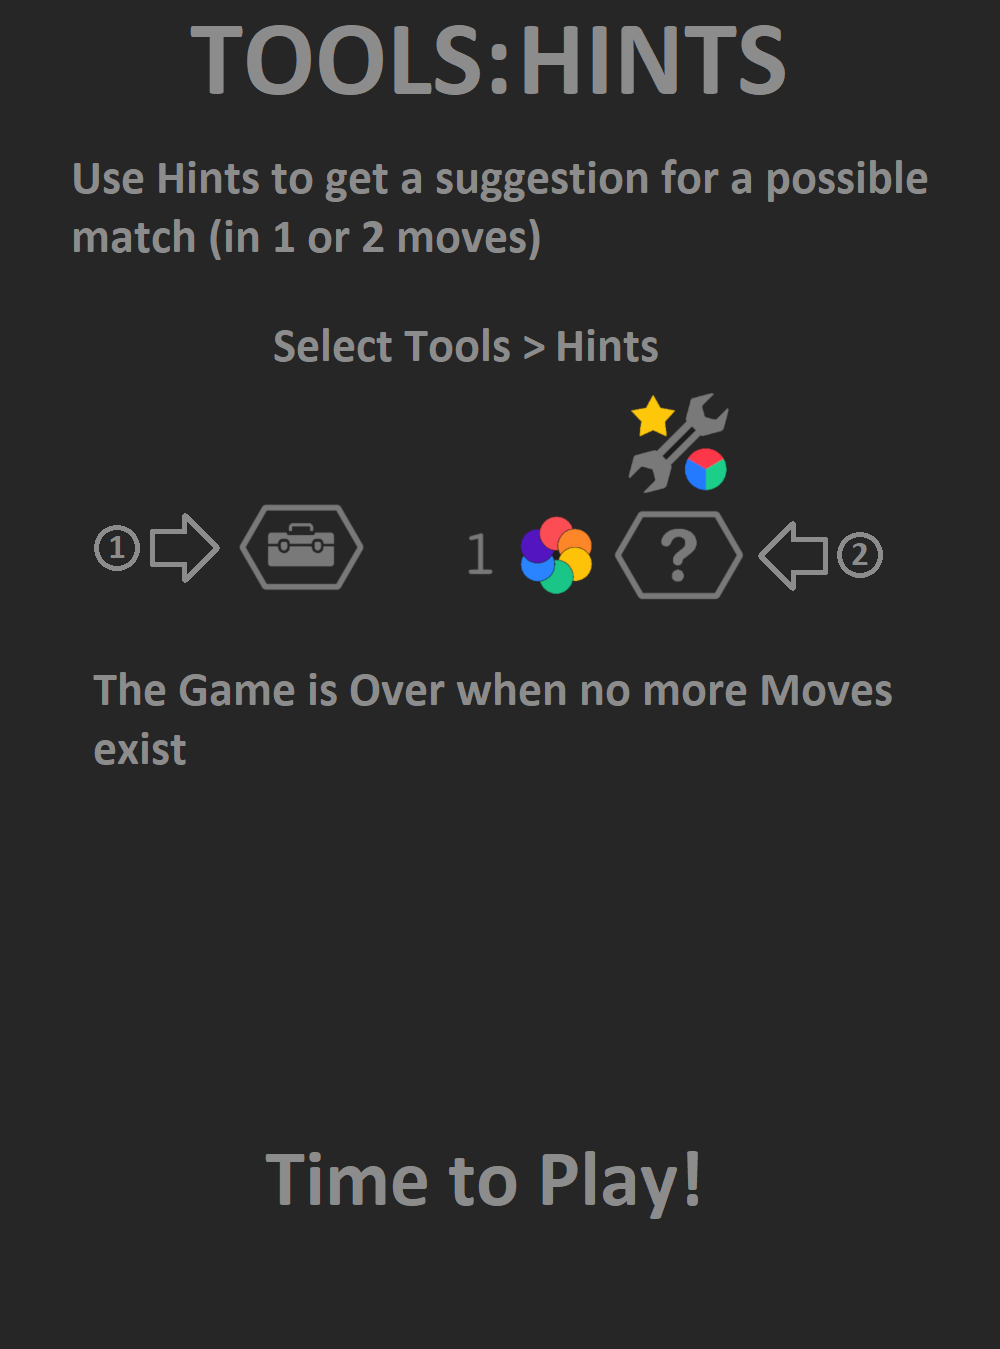 TOOLS:HINTS
Use Hints to get a suggestion for a possible
match (in 1 or 2 moves)
Select Tools > Hints
1 1 ? 2
The Game is Over when no more Moves
exist
Time to Play!